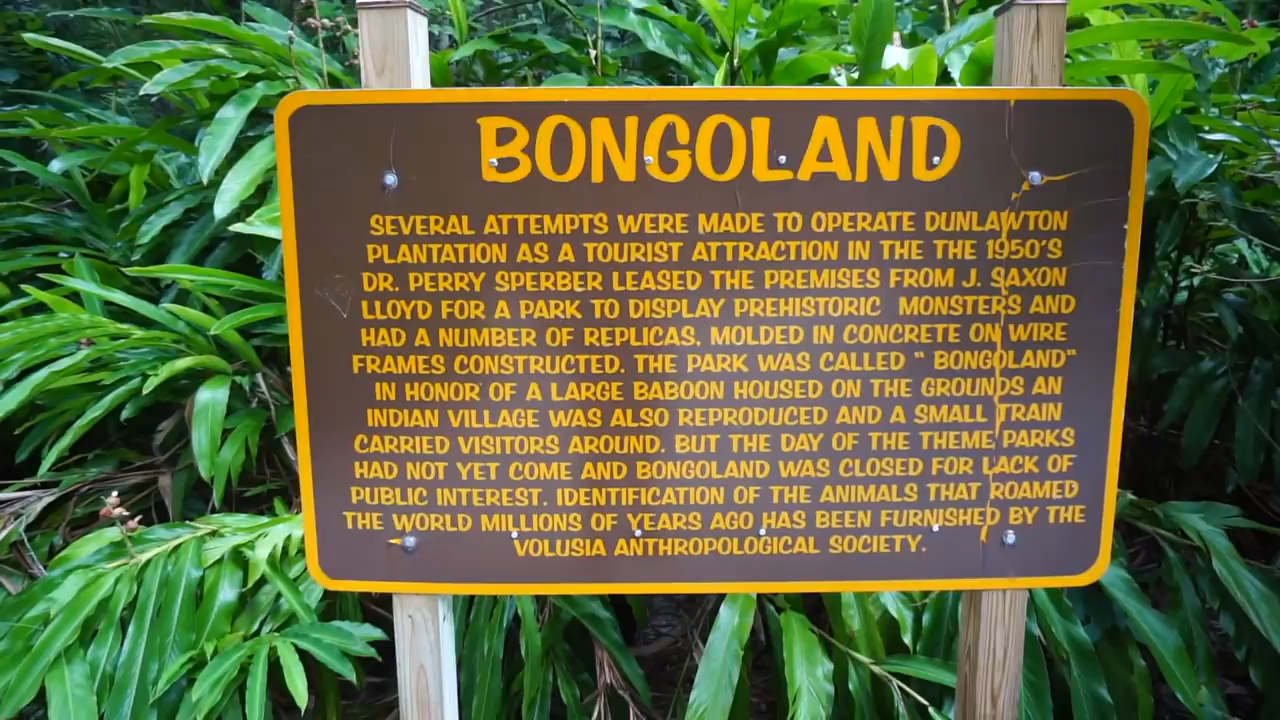 BONGOLAND
SEVERAL ATTEMPTS WERE MADE TO OPERATE DUNLAWTON
PLANTATION AS A TOURIST ATTRACTION IN THE THE 1950'S
DR. PERRY SPERBER LEASED THE PREMISES FROM J. SAXON
LLOYD FOR A PARK TO DISPLAY PREHISTORIC MONSTERS AND
HAD A NUMBER OF REPLICAS, MOLDED IN CONCRETE ON WIRE
FRAMES CONSTRUCTED. THE PARK WAS CALLED " BONGOLAND"
IN HONOR OF A LARGE BABOON HOUSED ON THE GROUNDS AN
INDIAN VILLAGE WAS ALSO REPRODUCED AND A SMALL TRAIN
CARRIED VISITORS AROUND. BUT THE DAY OF THE THEME PARKS
HAD NOT YET COME AND BONGOLAND WAS CLOSED FOR LACK OF
PUBLIC INTEREST. IDENTIFICATION OF THE ANIMALS THAT ROAMED
THE WORLD MILLIONS OF YEARS AGO HAS BEEN FURNISHED BY THE
VOLUSIA ANTHROPOLOGICAL SOCIETY.